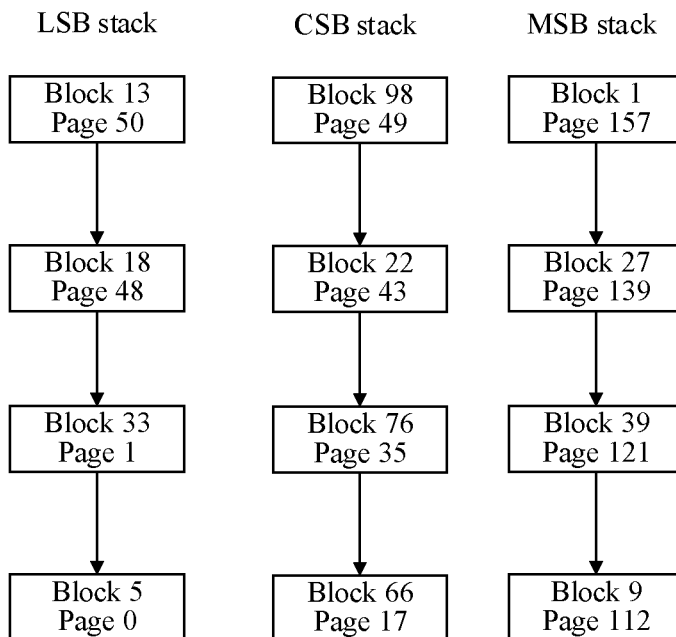 LSB stack
CSB stack
MSB stack
Block 13
Page 50
Block 98
Page 49
Block 1
Page 157
Block 18
Page 48
Block 22
Page 43
Block 27
Page 139
Block 33
Page 1
Block 76
Page 35
Block 39
Page 121
Block 5
Page 0
Block 66
Page 17
Block 9
Page 112